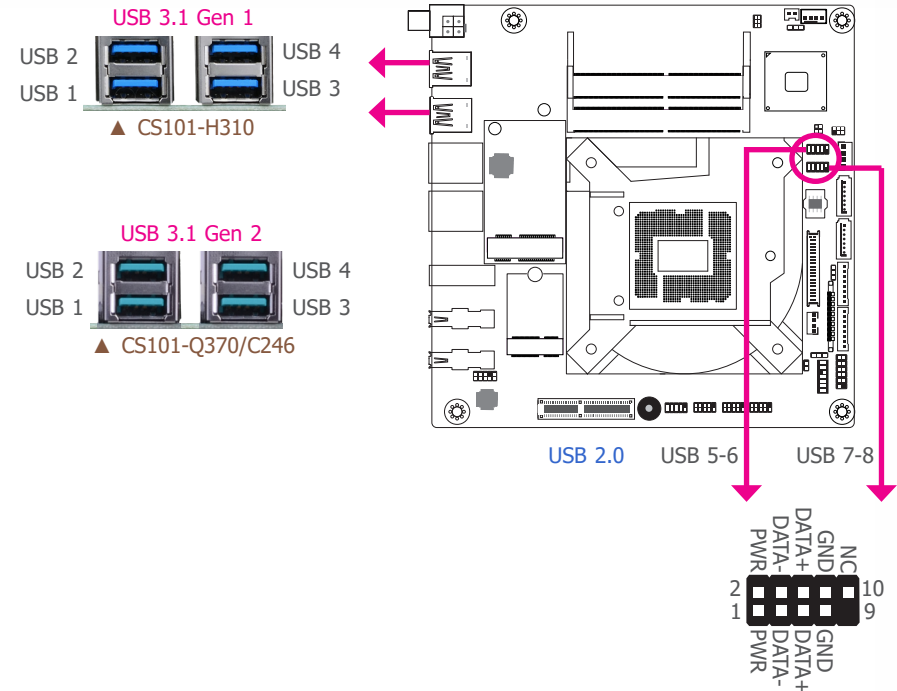 USB 3.1 Gen 1
USB 2
USB 4
USB 1
USB 3
▲ CS101-H310
USB 3.1 Gen 2
USB 2
USB 4
USB 1
USB 3
▲ CS101-Q370/C246
USB 2.0
USB 5-6
USB 7-8
PWR
DATA-
DATA+
GND
NC
2
10
1
9
PWR
DATA-
DATA+
GND